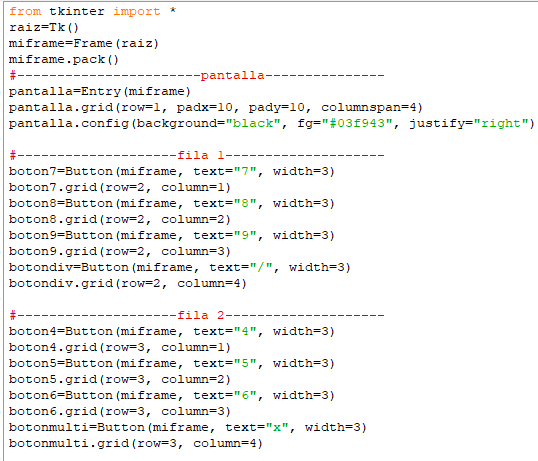 from tkinter import *
raiz=Tk()
miframe=Frame(raiz)
miframe.pack()
#-----------------------pantalla---------------
pantalla=Entry(miframe)
pantalla.grid(row=1, padx=10, pady=10, columnspan=4)
pantalla.config(background="black", fg="#03f943", justify="right")
#--------------------fila 1--------------------
boton7=Button(miframe, text="7", width=3)
boton7.grid(row=2, column=1)
boton8=Button(miframe, text="8", width=3)
boton8.grid(row=2, column=2)
boton9=Button(miframe, text="9", width=3)
boton9.grid(row=2, column=3)
botondiv=Button(miframe, text="/", width=3)
botondiv.grid(row=2, column=4)
#--------------------fila 2--------------------
boton4=Button(miframe, text="4", width=3)
boton4.grid(row=3, column=1)
boton5=Button(miframe, text="5", width=3)
boton5.grid(row=3, column=2)
boton6=Button(miframe, text="6", width=3)
boton6.grid(row=3, column=3)
botonmulti=Button(miframe, text="x", width=3)
botonmulti.grid(row=3, column=4)